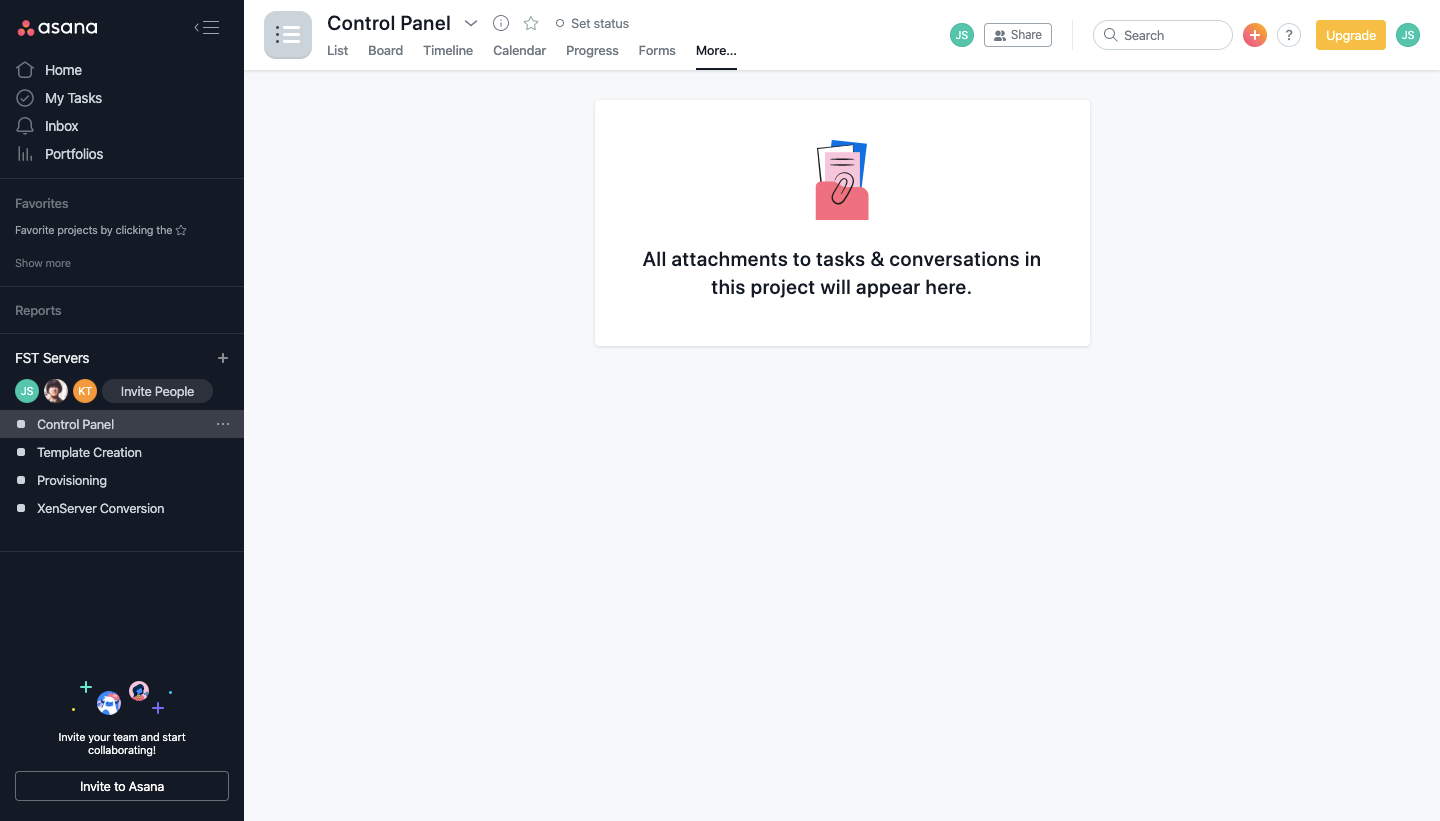 asana
Home
My Tasks
Inbox
Portfolios
Favorites
Favorite projects by clicking the
Show more
Reports
FST Servers
JS
KT
Invite People
Control Panel
Template Creation
Provisioning
XenServer Conversion
Invite your team and start
collaborating!
Invite to Asana
Control Panel
Set status
List Board Timeline Calendar Progress Forms More...
JS
Share
Search
?
Upgrade
JS
All attachments to tasks & conversations in
this project will appear here.